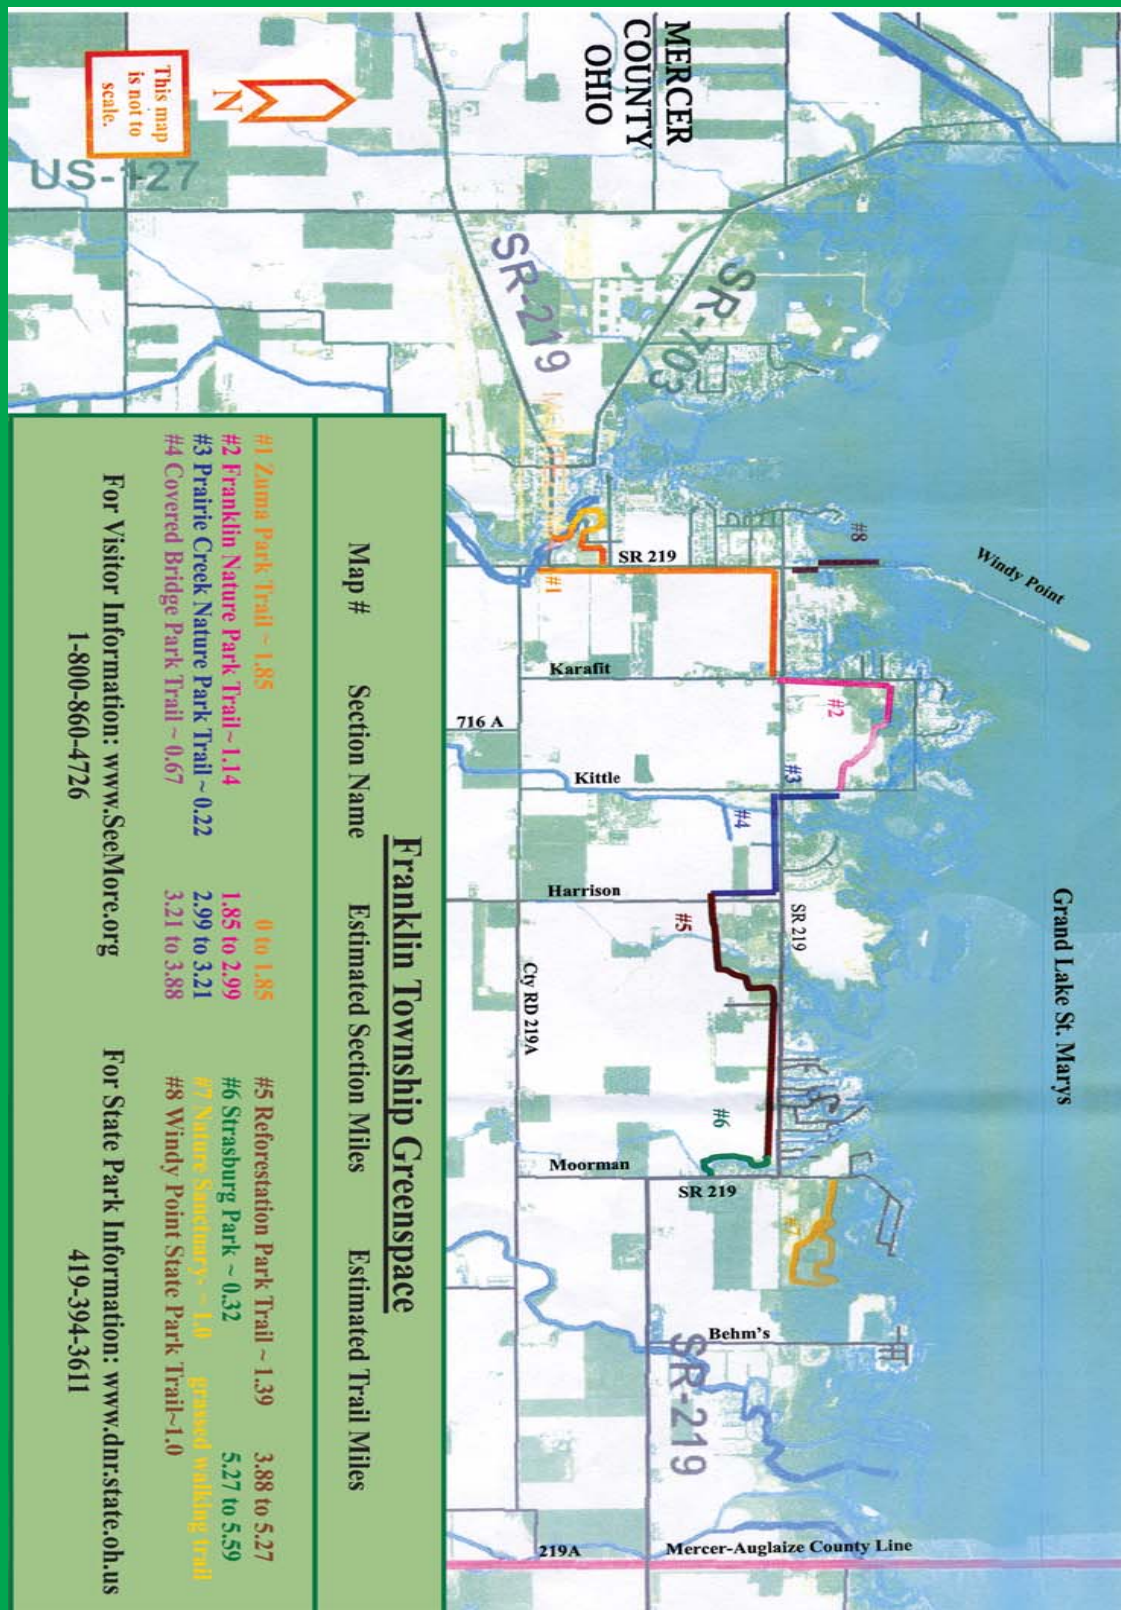 MERCER
COUNTY
OHIO
This map
is not to
scale.
N
US-127
SR-219
SR-703
Grand Lake St. Marys
Windy Point
#8
SR 219
#1
Karafit
#2
716 A
Kittle
#3
#4
Harrison
SR 219
#5
Cty RD 219A
#6
Moorman
SR 219
#7
Behm's
SR-219
219A
Mercer-Auglaize County Line
Franklin Township Greenspace
Map # Section Name Estimated Section Miles Estimated Trail Miles
#1 Zuma Park Trail ~ 1.85 0 to 1.85
#2 Franklin Nature Park Trail~ 1.14 1.85 to 2.99
#3 Prairie Creek Nature Park Trail ~ 0.22 2.99 to 3.21
#4 Covered Bridge Park Trail ~ 0.67 3.21 to 3.88
#5 Reforestation Park Trail ~ 1.39 3.88 to 5.27
#6 Strasburg Park ~ 0.32 5.27 to 5.59
#7 Nature Sanctuary- ~ 1.0 grassed walking trail
#8 Windy Point State Park Trail~1.0
For Visitor Information: www.SeeMore.org
1-800-860-4726
For State Park Information: www.dnr.state.oh.us
419-394-3611